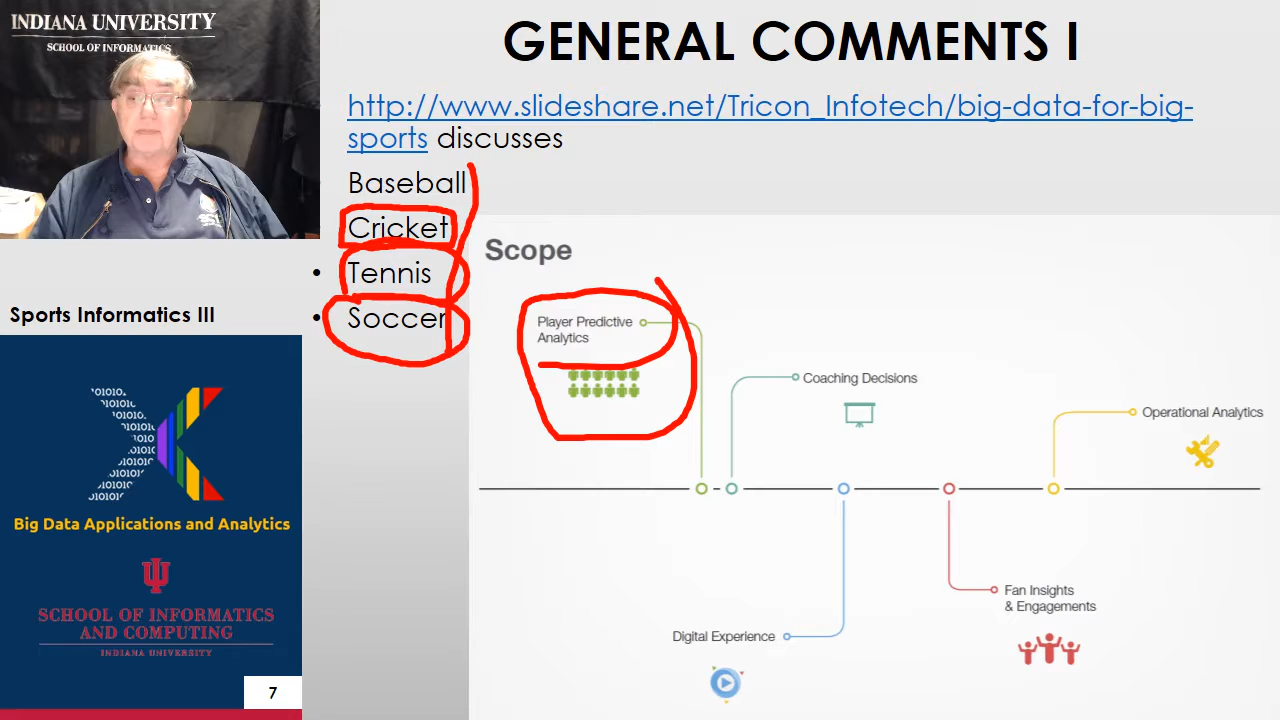 INDIANA UNIVERSITY
SCHOOL OF INFORMATICS
GENERAL COMMENTS I
http://www.slideshare.net/Tricon_Infotech/big-data-for-big-
sports discusses
Baseball
Cricket
• Tennis
• Soccer
Sports Informatics III
Big Data Applications and Analytics
SCHOOL OF INFORMATICS
AND COMPUTING
INDIANA UNIVERSITY
7
Scope
Player Predictive
Analytics
Coaching Decisions
Operational Analytics
Fan Insights
& Engagements
Digital Experience